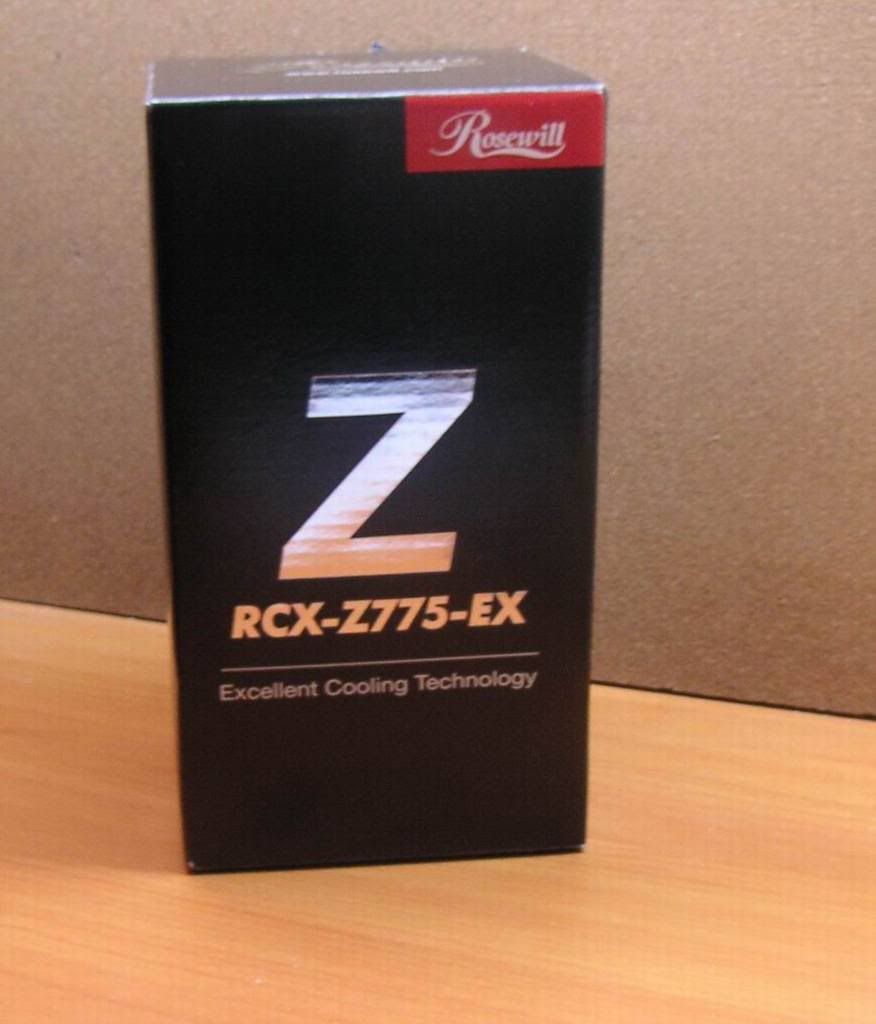 Rosewill
Z
RCX-Z775-EX
Excellent Cooling Technology